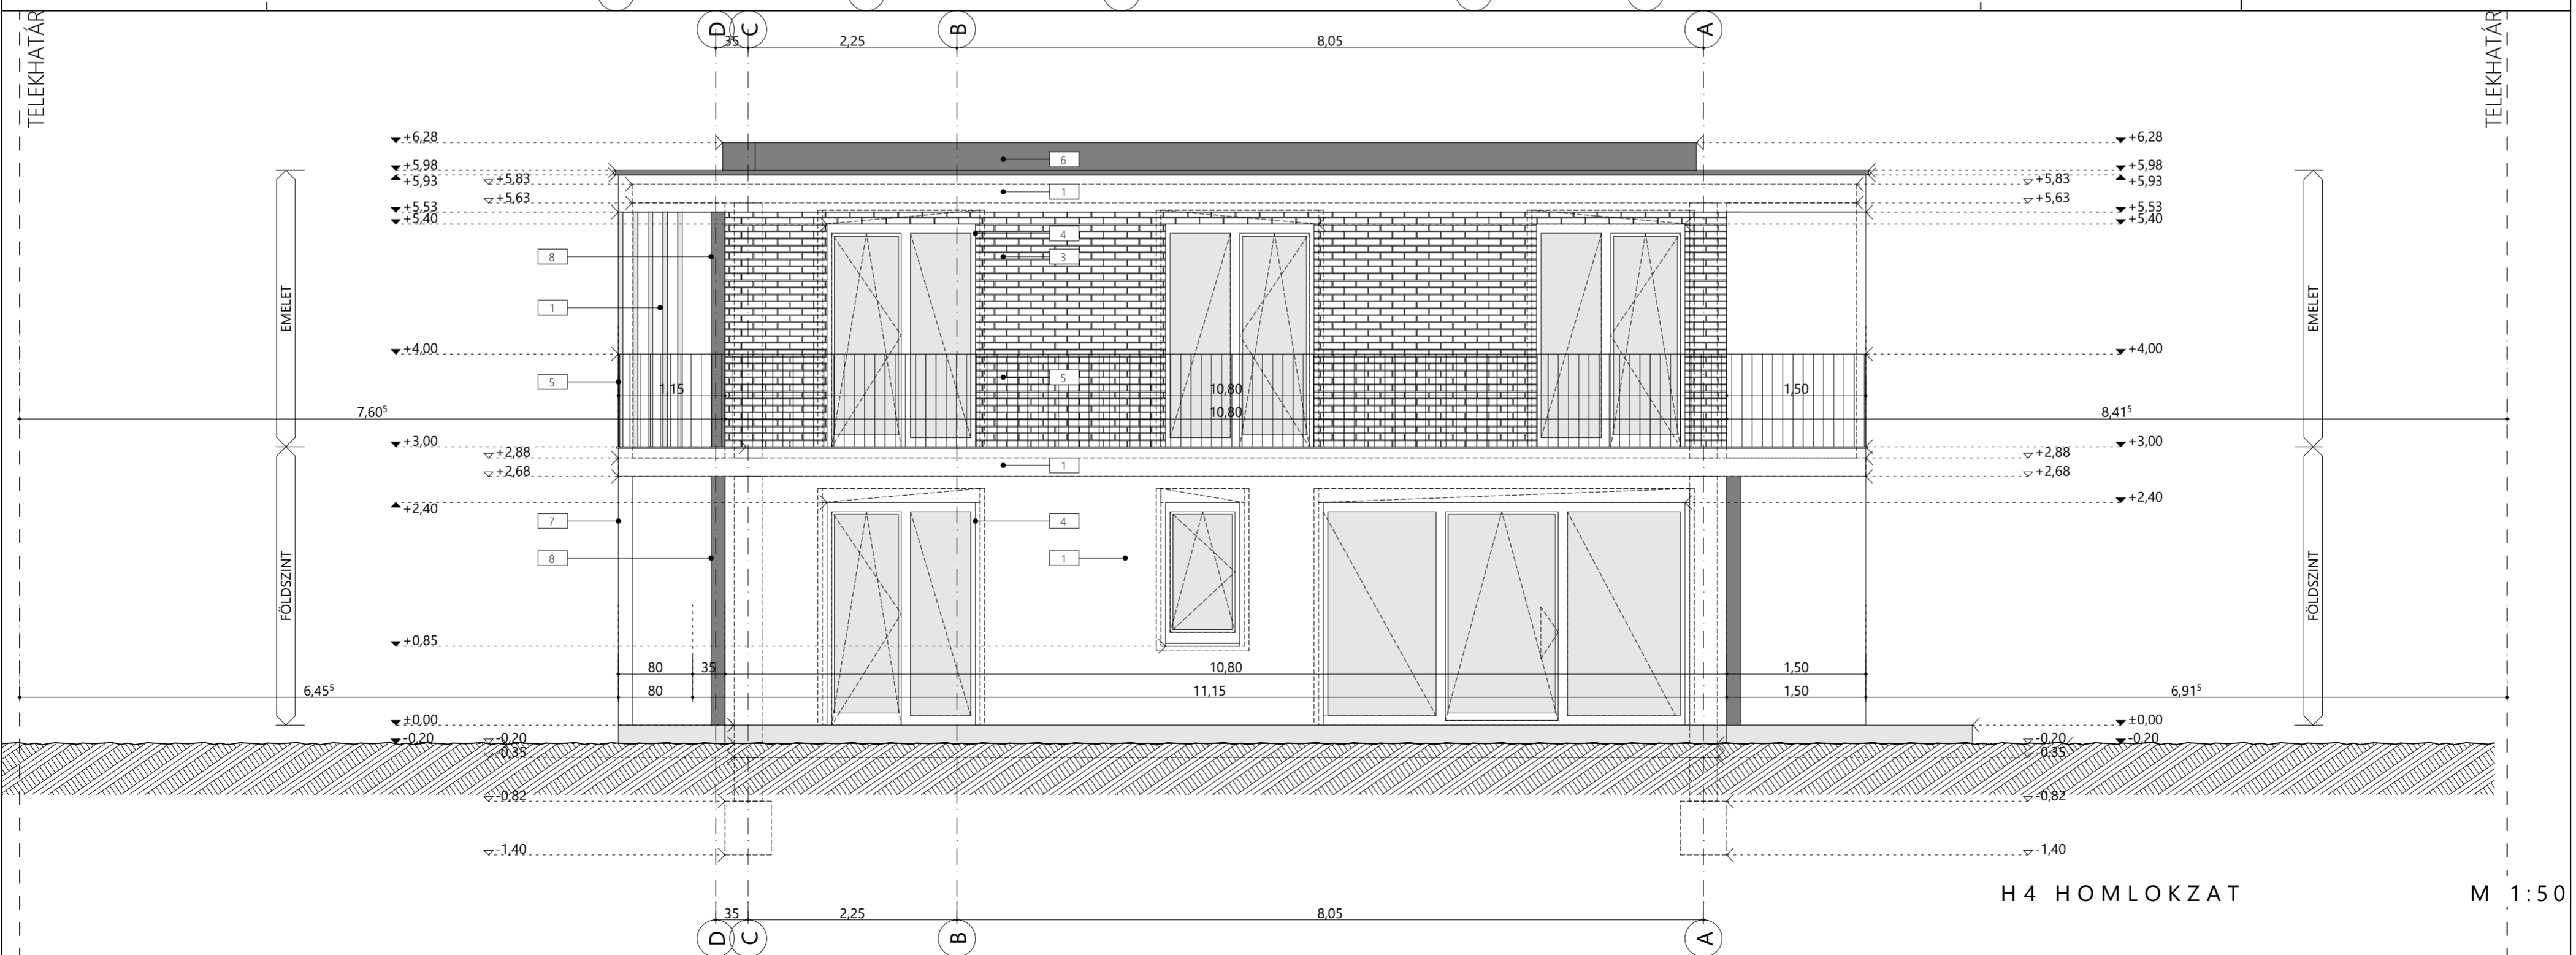 TELEKHATÁR
TELEKHATÁR
D C B A
35 2,25 8,05
+6,28 +6,28
6
+5,98 +5,98
+5,93 +5,83 1 +5,83 +5,93
+5,63 +5,63
+5,53 +5,53
+5,40 +5,40
4
8 3
EMELET 1 EMELET
+4,00 +4,00
5 5
1,15 10,80 1,50
7,60⁵ 10,80 8,41⁵
+3,00 +3,00
+2,88 +2,88
+2,68 1 +2,68
+2,40 +2,40
7 4
8 1
FÖLDSZINT FÖLDSZINT
+0,85
80 35 10,80 1,50
6,45⁵ 80 11,15 1,50 6,91⁵
±0,00 ±0,00
-0,20 -0,20 -0,20 -0,20
-0,35 -0,35
-0,82 -0,82
-1,40 -1,40
H4 HOMLOKZAT M 1:50
35 2,25 8,05
D C B A